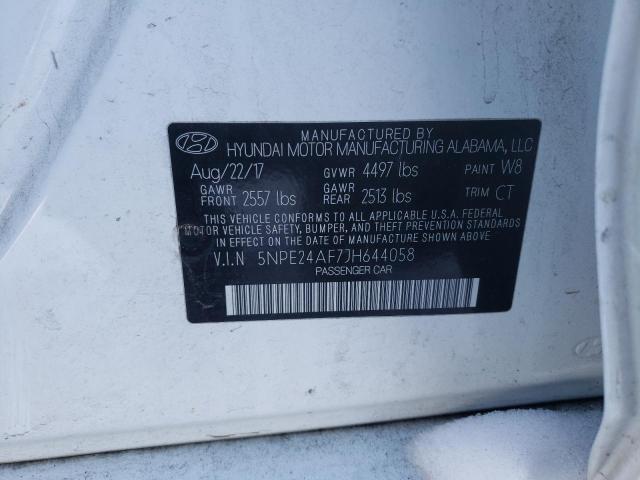 MANUFACTURED BY
HYUNDAI MOTOR MANUFACTURING ALABAMA, LLC
Aug/22/17 GVWR 4497 lbs PAINT W8
GAWR FRONT 2557 lbs GAWR REAR 2513 lbs TRIM CT
THIS VEHICLE CONFORMS TO ALL APPLICABLE U.S.A. FEDERAL
MOTOR VEHICLE SAFETY, BUMPER, AND THEFT PREVENTION STANDARDS
IN EFFECT ON THE DATE OF MANUFACTURE SHOWN ABOVE.
V.I.N 5NPE24AF7JH644058
PASSENGER CAR